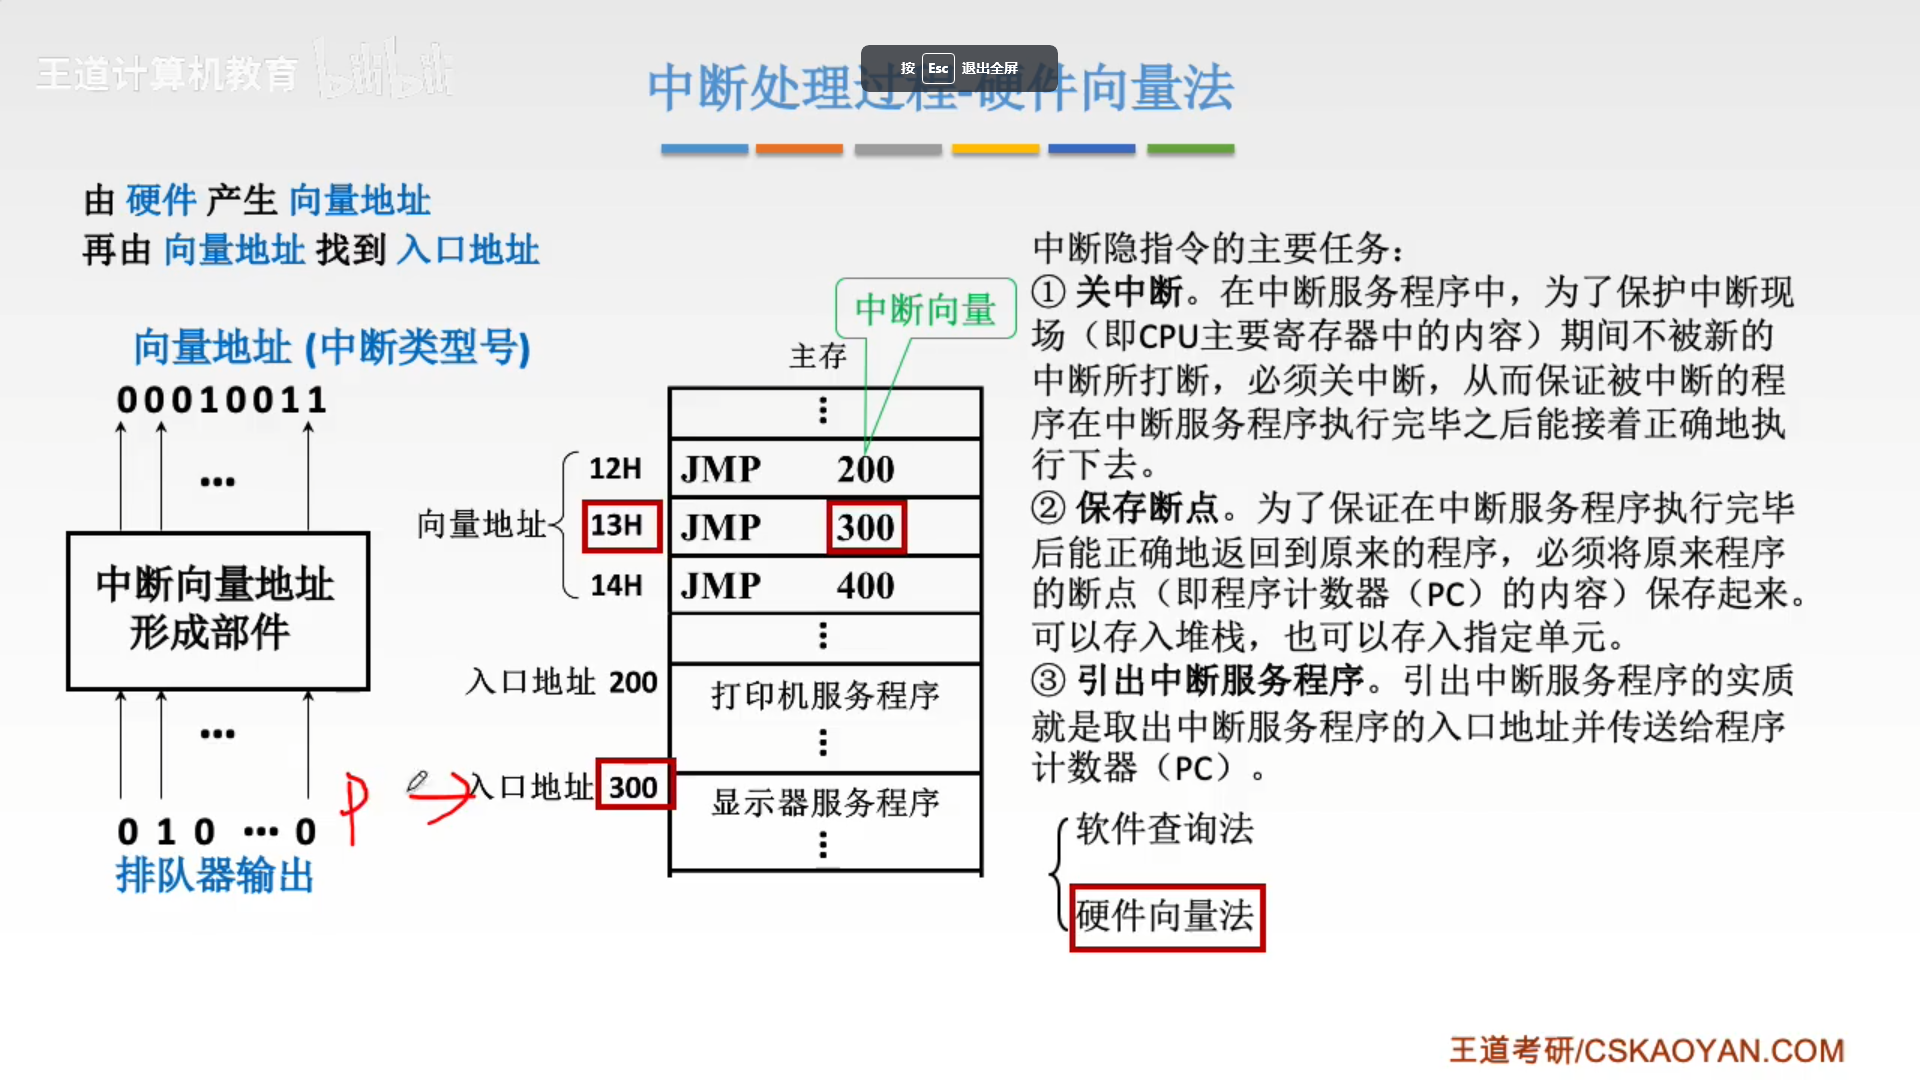 王道计算机教育 bilibili
按 Esc 退出全屏
中断处理过程-硬件向量法
由 硬件 产生 向量地址
再由 向量地址 找到 入口地址
向量地址 (中断类型号)
0 0 0 1 0 0 1 1
...
中断向量地址
形成部件
...
0 1 0 ... 0
排队器输出
P
中断向量
主存
⋮
向量地址
12H JMP 200
13H JMP 300
14H JMP 400
⋮
入口地址 200 打印机服务程序
⋮
入口地址 300 显示器服务程序
⋮
中断隐指令的主要任务：
① 关中断。在中断服务程序中，为了保护中断现
场（即CPU主要寄存器中的内容）期间不被新的
中断所打断，必须关中断，从而保证被中断的程
序在中断服务程序执行完毕之后能接着正确地执
行下去。
② 保存断点。为了保证在中断服务程序执行完毕
后能正确地返回到原来的程序，必须将原来程序
的断点（即程序计数器（PC）的内容）保存起来。
可以存入堆栈，也可以存入指定单元。
③ 引出中断服务程序。引出中断服务程序的实质
就是取出中断服务程序的入口地址并传送给程序
计数器（PC）。
软件查询法
硬件向量法
王道考研/CSKAOYAN.COM